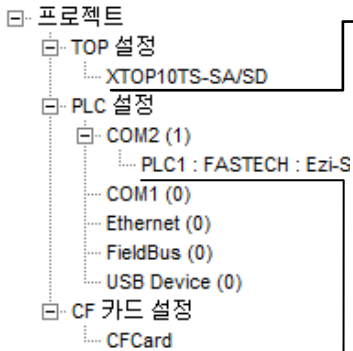 프로젝트
TOP 설정
XTOP10TS-SA/SD
PLC 설정
COM2 (1)
PLC1 : FASTECH : Ezi-S
COM1 (0)
Ethernet (0)
FieldBus (0)
USB Device (0)
CF 카드 설정
CFCard